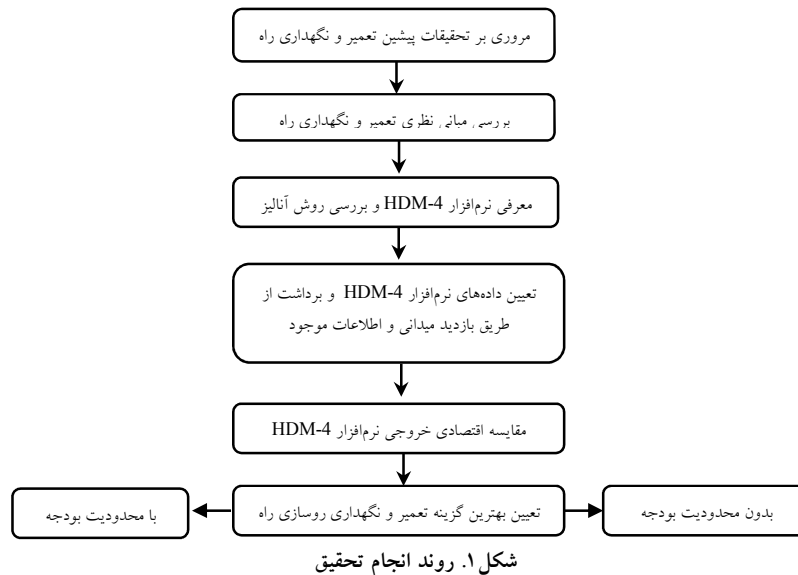 مروری بر تحقیقات پیشین تعمیر و نگهداری راه
بررسی مبانی نظری تعمیر و نگهداری راه
معرفی نرم‌افزار HDM-4 و بررسی روش آنالیز
تعیین داده‌های نرم‌افزار HDM-4 و برداشت از
طریق بازدید میدانی و اطلاعات موجود
مقایسه اقتصادی خروجی نرم‌افزار HDM-4
بدون محدودیت بودجه
تعیین بهترین گزینه تعمیر و نگهداری روسازی راه
با محدودیت بودجه
شکل ۱. روند انجام تحقیق